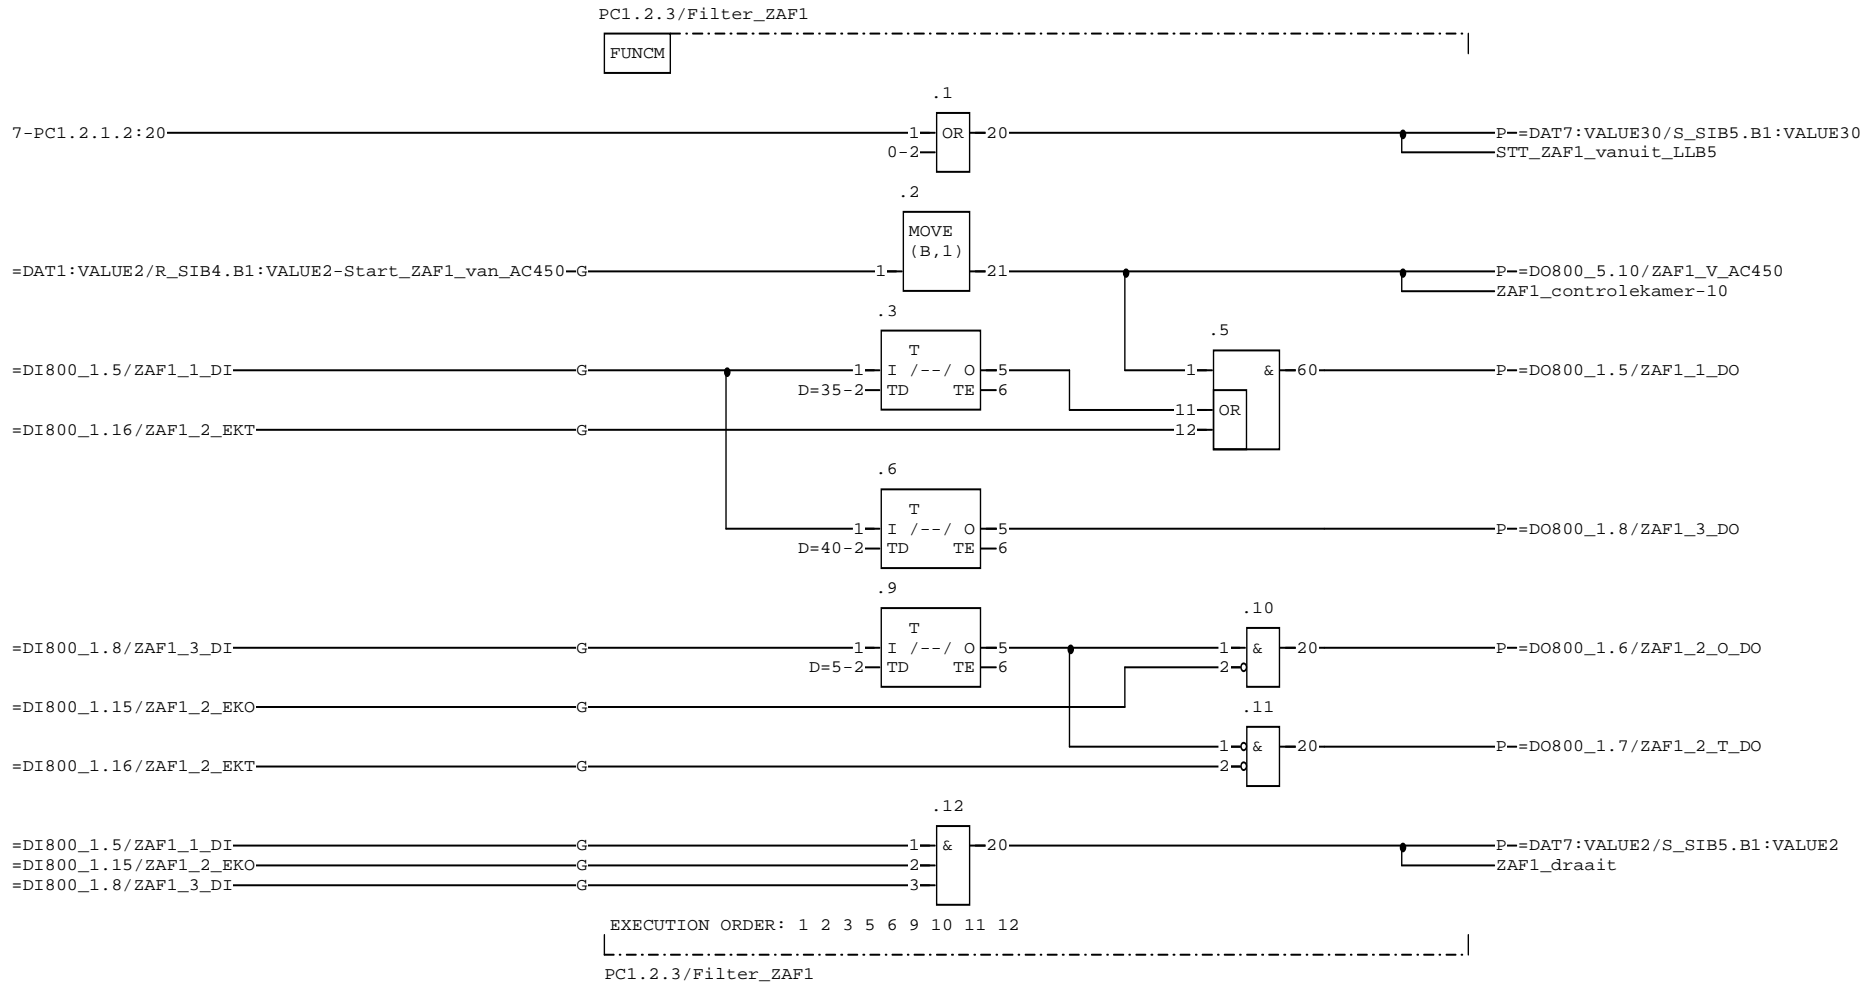 PC1.2.3/Filter_ZAF1
FUNCM
.1
7-PC1.2.1.2:20 1 OR 20 P-=DAT7:VALUE30/S_SIB5.B1:VALUE30
0-2 STT_ZAF1_vanuit_LLB5
.2
MOVE
(B,1)
=DAT1:VALUE2/R_SIB4.B1:VALUE2-Start_ZAF1_van_AC450 G 1 21 P-=DO800_5.10/ZAF1_V_AC450
ZAF1_controlekamer-10
.3
.5
T
=DI800_1.5/ZAF1_1_DI G 1 I /--/ O 5 1 & 60 P-=DO800_1.5/ZAF1_1_DO
D=35-2 TD TE 6
11 OR
=DI800_1.16/ZAF1_2_EKT G 12
.6
T
1 I /--/ O 5 P-=DO800_1.8/ZAF1_3_DO
D=40-2 TD TE 6
.9
.10
T
=DI800_1.8/ZAF1_3_DI G 1 I /--/ O 5 1 & 20 P-=DO800_1.6/ZAF1_2_O_DO
D=5-2 TD TE 6 2
=DI800_1.15/ZAF1_2_EKO G .11
1 & 20 P-=DO800_1.7/ZAF1_2_T_DO
=DI800_1.16/ZAF1_2_EKT G 2
.12
=DI800_1.5/ZAF1_1_DI G 1 & 20 P-=DAT7:VALUE2/S_SIB5.B1:VALUE2
=DI800_1.15/ZAF1_2_EKO G 2 ZAF1_draait
=DI800_1.8/ZAF1_3_DI G 3
EXECUTION ORDER: 1 2 3 5 6 9 10 11 12
PC1.2.3/Filter_ZAF1